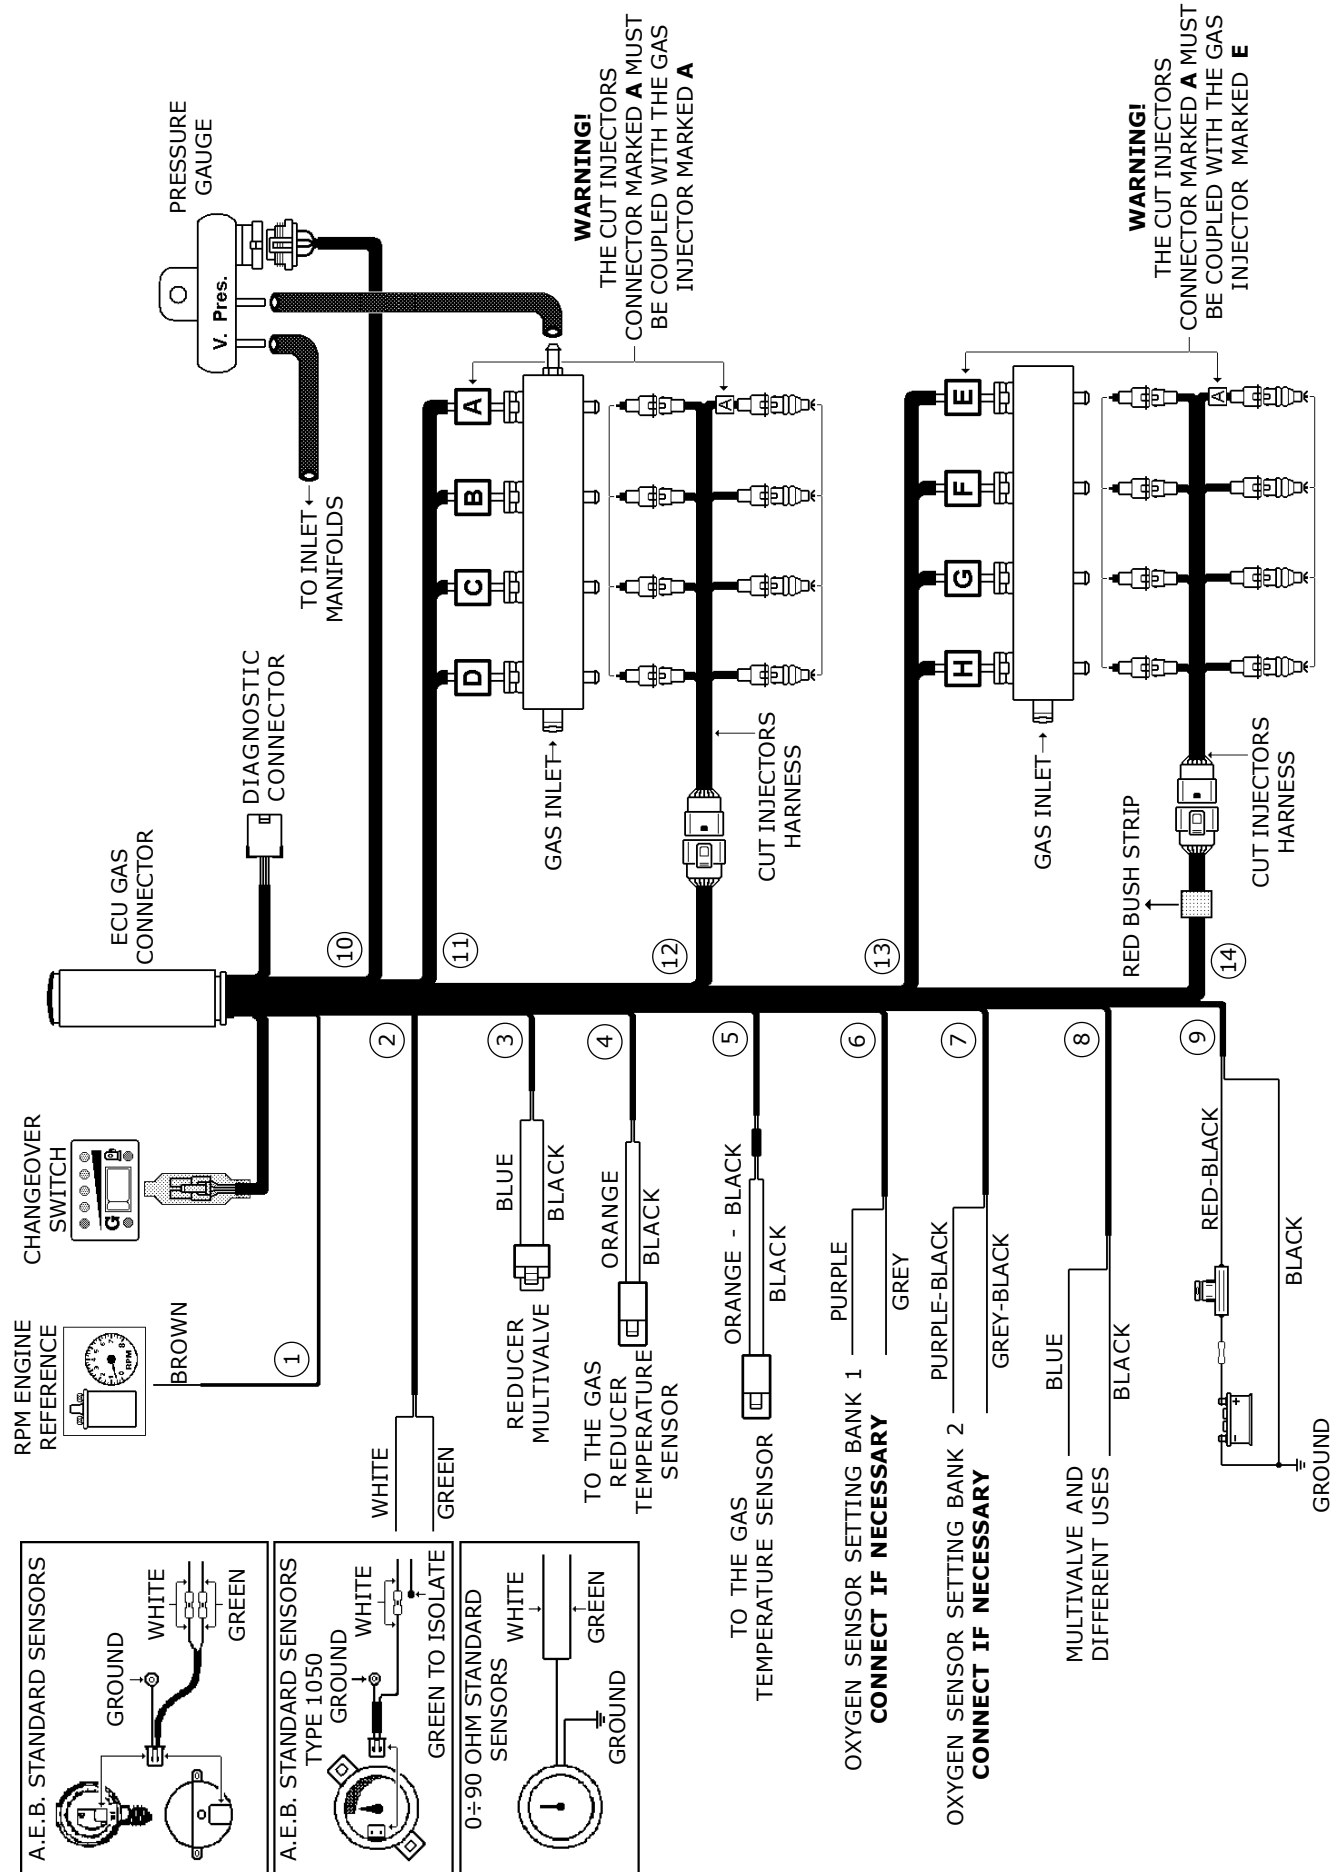 A.E.B. STANDARD SENSORS
GROUND
WHITE
GREEN
A.E.B. STANDARD SENSORS
TYPE 1050
GROUND
WHITE
GREEN TO ISOLATE
0÷90 OHM STANDARD
SENSORS
WHITE
GREEN
GROUND
RPM ENGINE
REFERENCE
RPM
BROWN
1
CHANGEOVER
SWITCH
G
ECU GAS
CONNECTOR
DIAGNOSTIC
CONNECTOR
TO INLET
MANIFOLDS
V. Pres.
PRESSURE
GAUGE
WHITE
GREEN
2
REDUCER
MULTIVALVE
BLUE
BLACK
3
TO THE GAS
REDUCER
TEMPERATURE
SENSOR
ORANGE
BLACK
4
TO THE GAS
TEMPERATURE SENSOR
ORANGE - BLACK
BLACK
5
OXYGEN SENSOR SETTING BANK 1
CONNECT IF NECESSARY
PURPLE
GREY
6
OXYGEN SENSOR SETTING BANK 2
CONNECT IF NECESSARY
PURPLE-BLACK
GREY-BLACK
7
MULTIVALVE AND
DIFFERENT USES
BLUE
BLACK
8
9
RED-BLACK
BLACK
- +
GROUND
10
11
D
C
B
A
GAS INLET
12
CUT INJECTORS
HARNESS
A
WARNING!
THE CUT INJECTORS
CONNECTOR MARKED A MUST
BE COUPLED WITH THE GAS
INJECTOR MARKED A
13
H
G
F
E
GAS INLET
14
RED BUSH STRIP
CUT INJECTORS
HARNESS
A
WARNING!
THE CUT INJECTORS
CONNECTOR MARKED A MUST
BE COUPLED WITH THE GAS
INJECTOR MARKED E